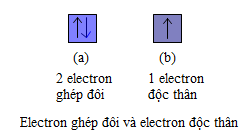 (a) (b)
2 electron 1 electron
ghép đôi độc thân
Electron ghép đôi và electron độc thân